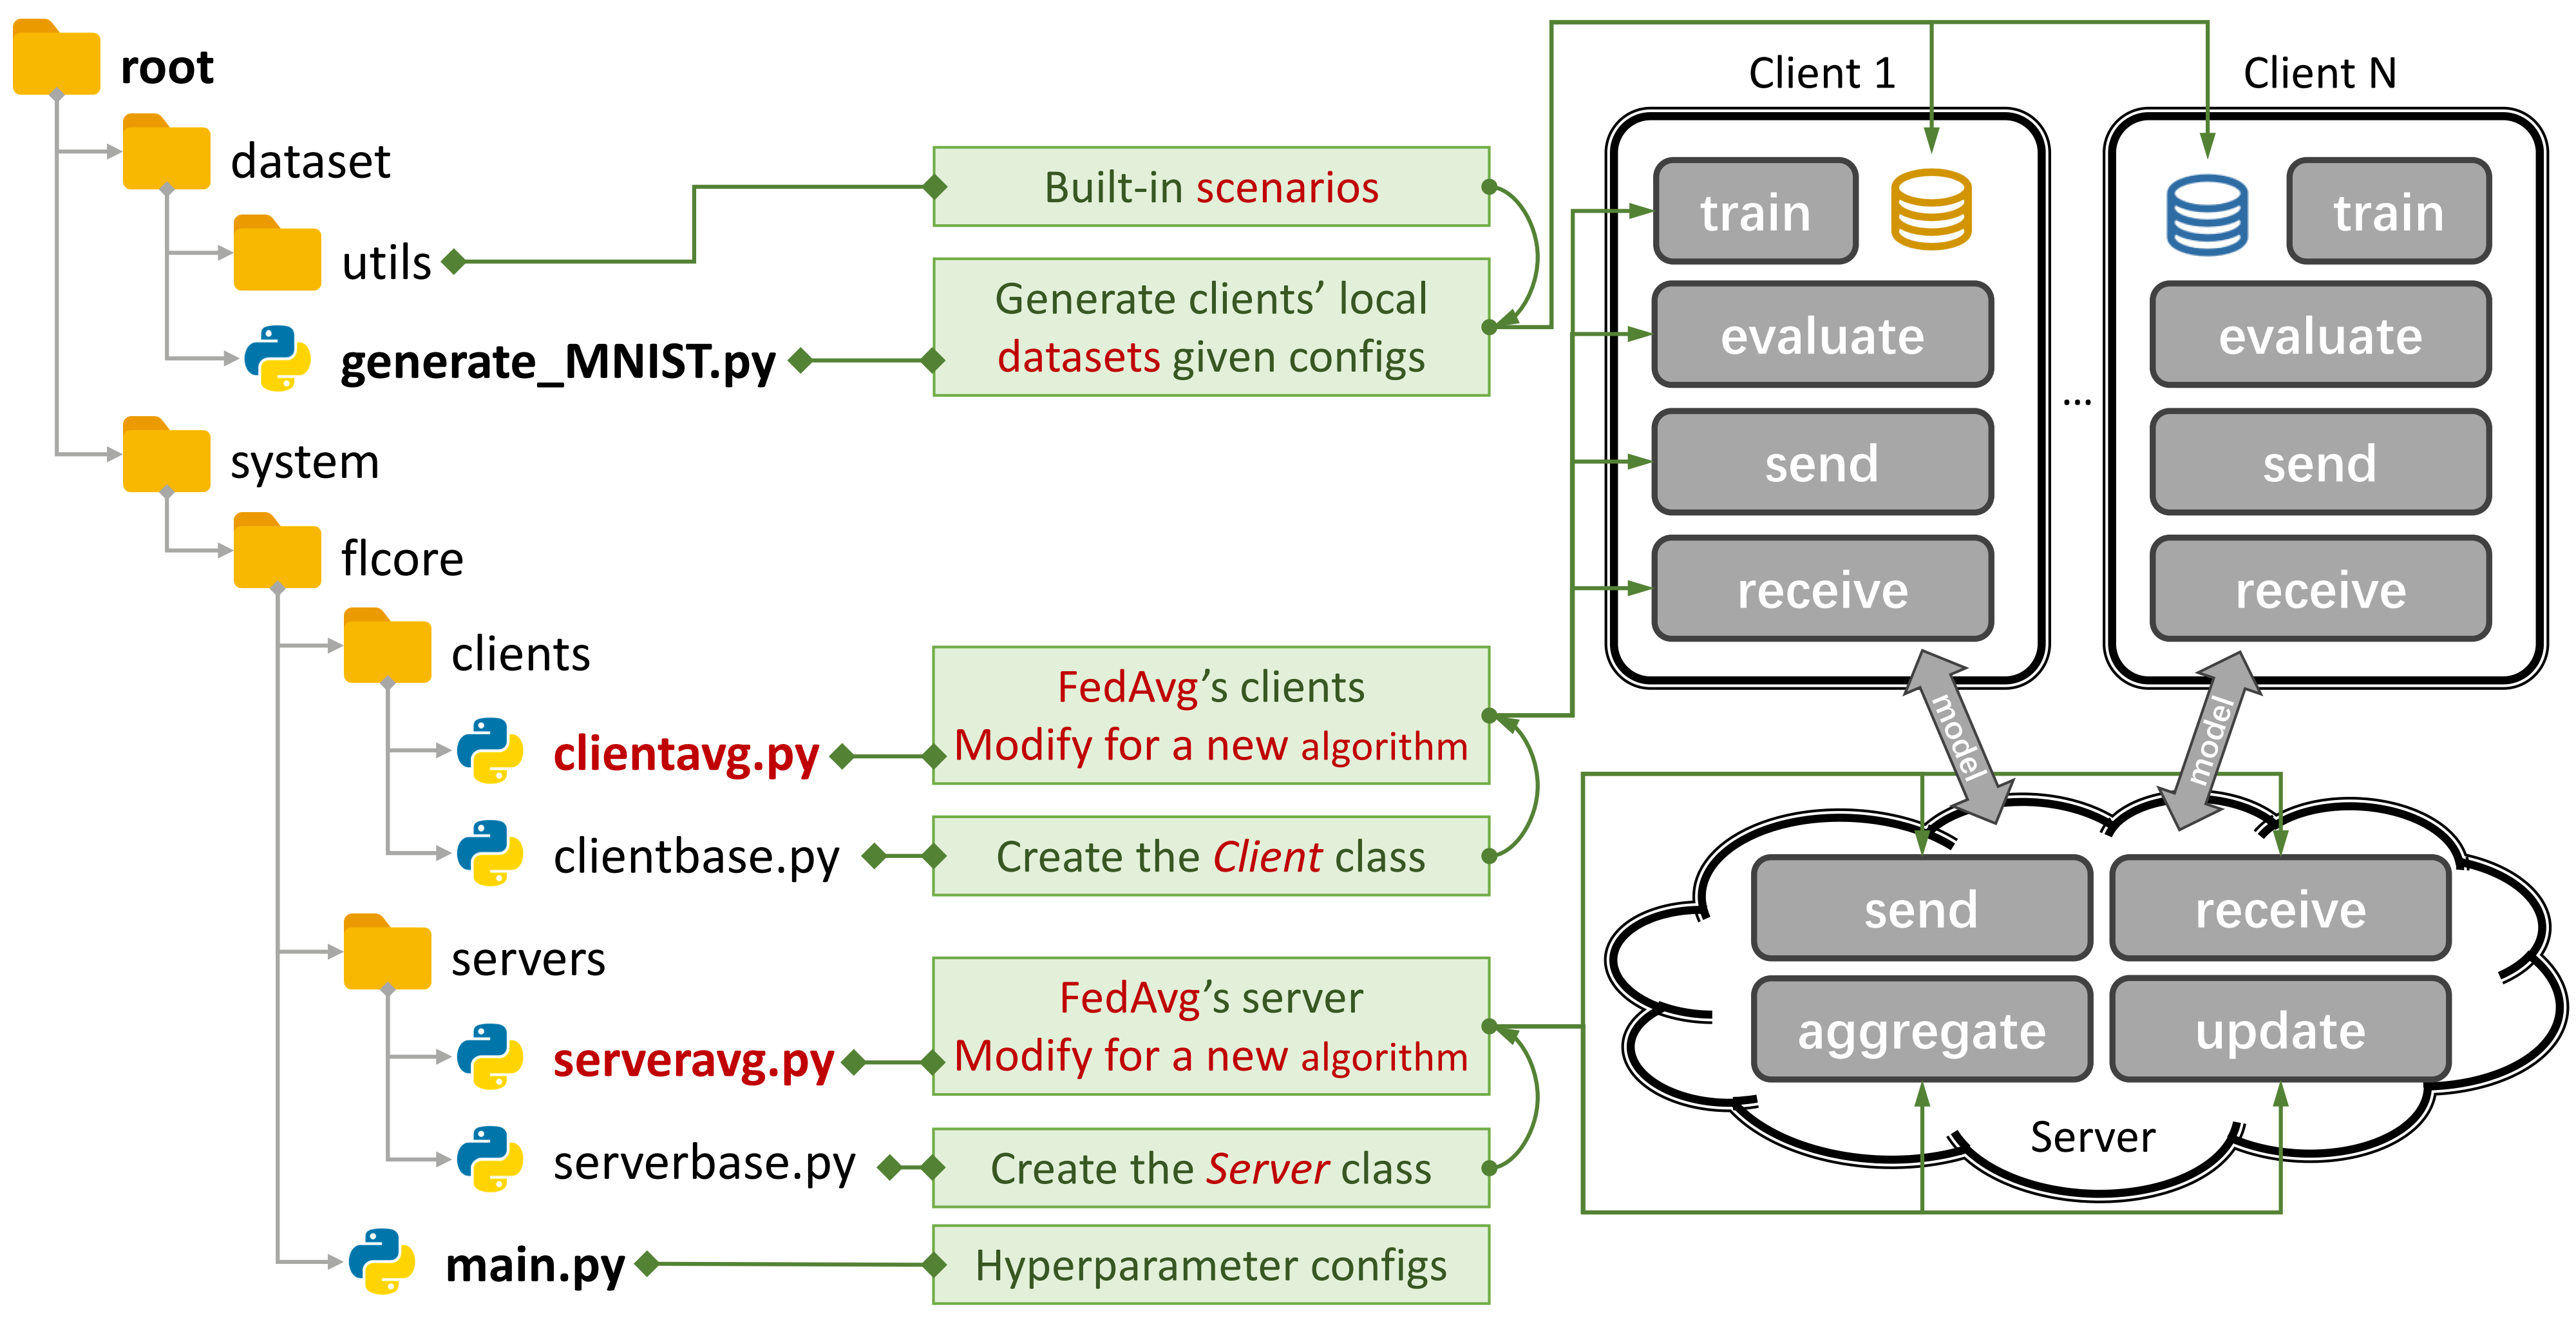 root
dataset
utils
generate_MNIST.py
system
flcore
clients
clientavg.py
clientbase.py
servers
serveravg.py
serverbase.py
main.py
Built-in scenarios
Generate clients’ local
datasets given configs
FedAvg’s clients
Modify for a new algorithm
Create the Client class
FedAvg’s server
Modify for a new algorithm
Create the Server class
Hyperparameter configs
Client 1
train
evaluate
send
receive
...
Client N
train
evaluate
send
receive
model
model
send
receive
aggregate
update
Server